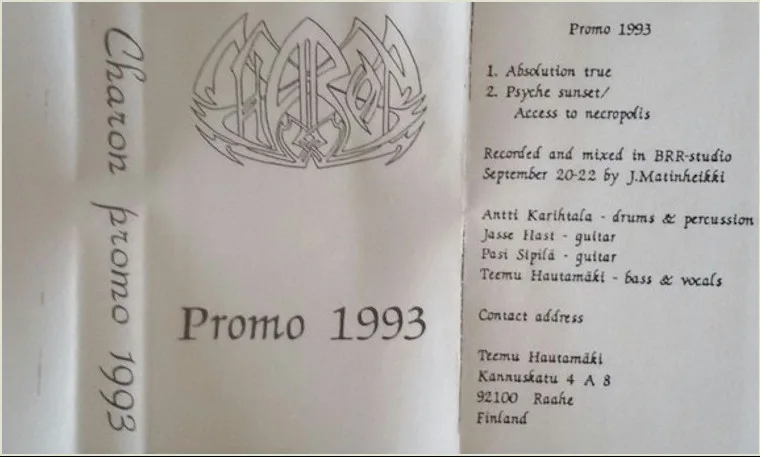 Charon promo 1993
CHARON
Promo 1993
Promo 1993
1. Absolution true
2. Psyche sunset/
Access to necropolis
Recorded and mixed in BRR-studio
September 20-22 by J.Matinheikki
Antti Karihtala - drums & percussion
Jasse Hast - guitar
Pasi Sipilä - guitar
Teemu Hautamäki - bass & vocals
Contact address
Teemu Hautamäki
Kannuskatu 4 A 8
92100 Raahe
Finland